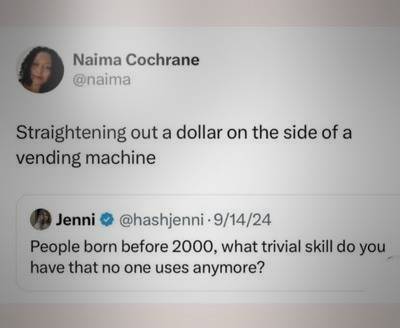 Naima Cochrane
@naima
Straightening out a dollar on the side of a
vending machine
Jenni @hashjenni · 9/14/24
People born before 2000, what trivial skill do you
have that no one uses anymore?